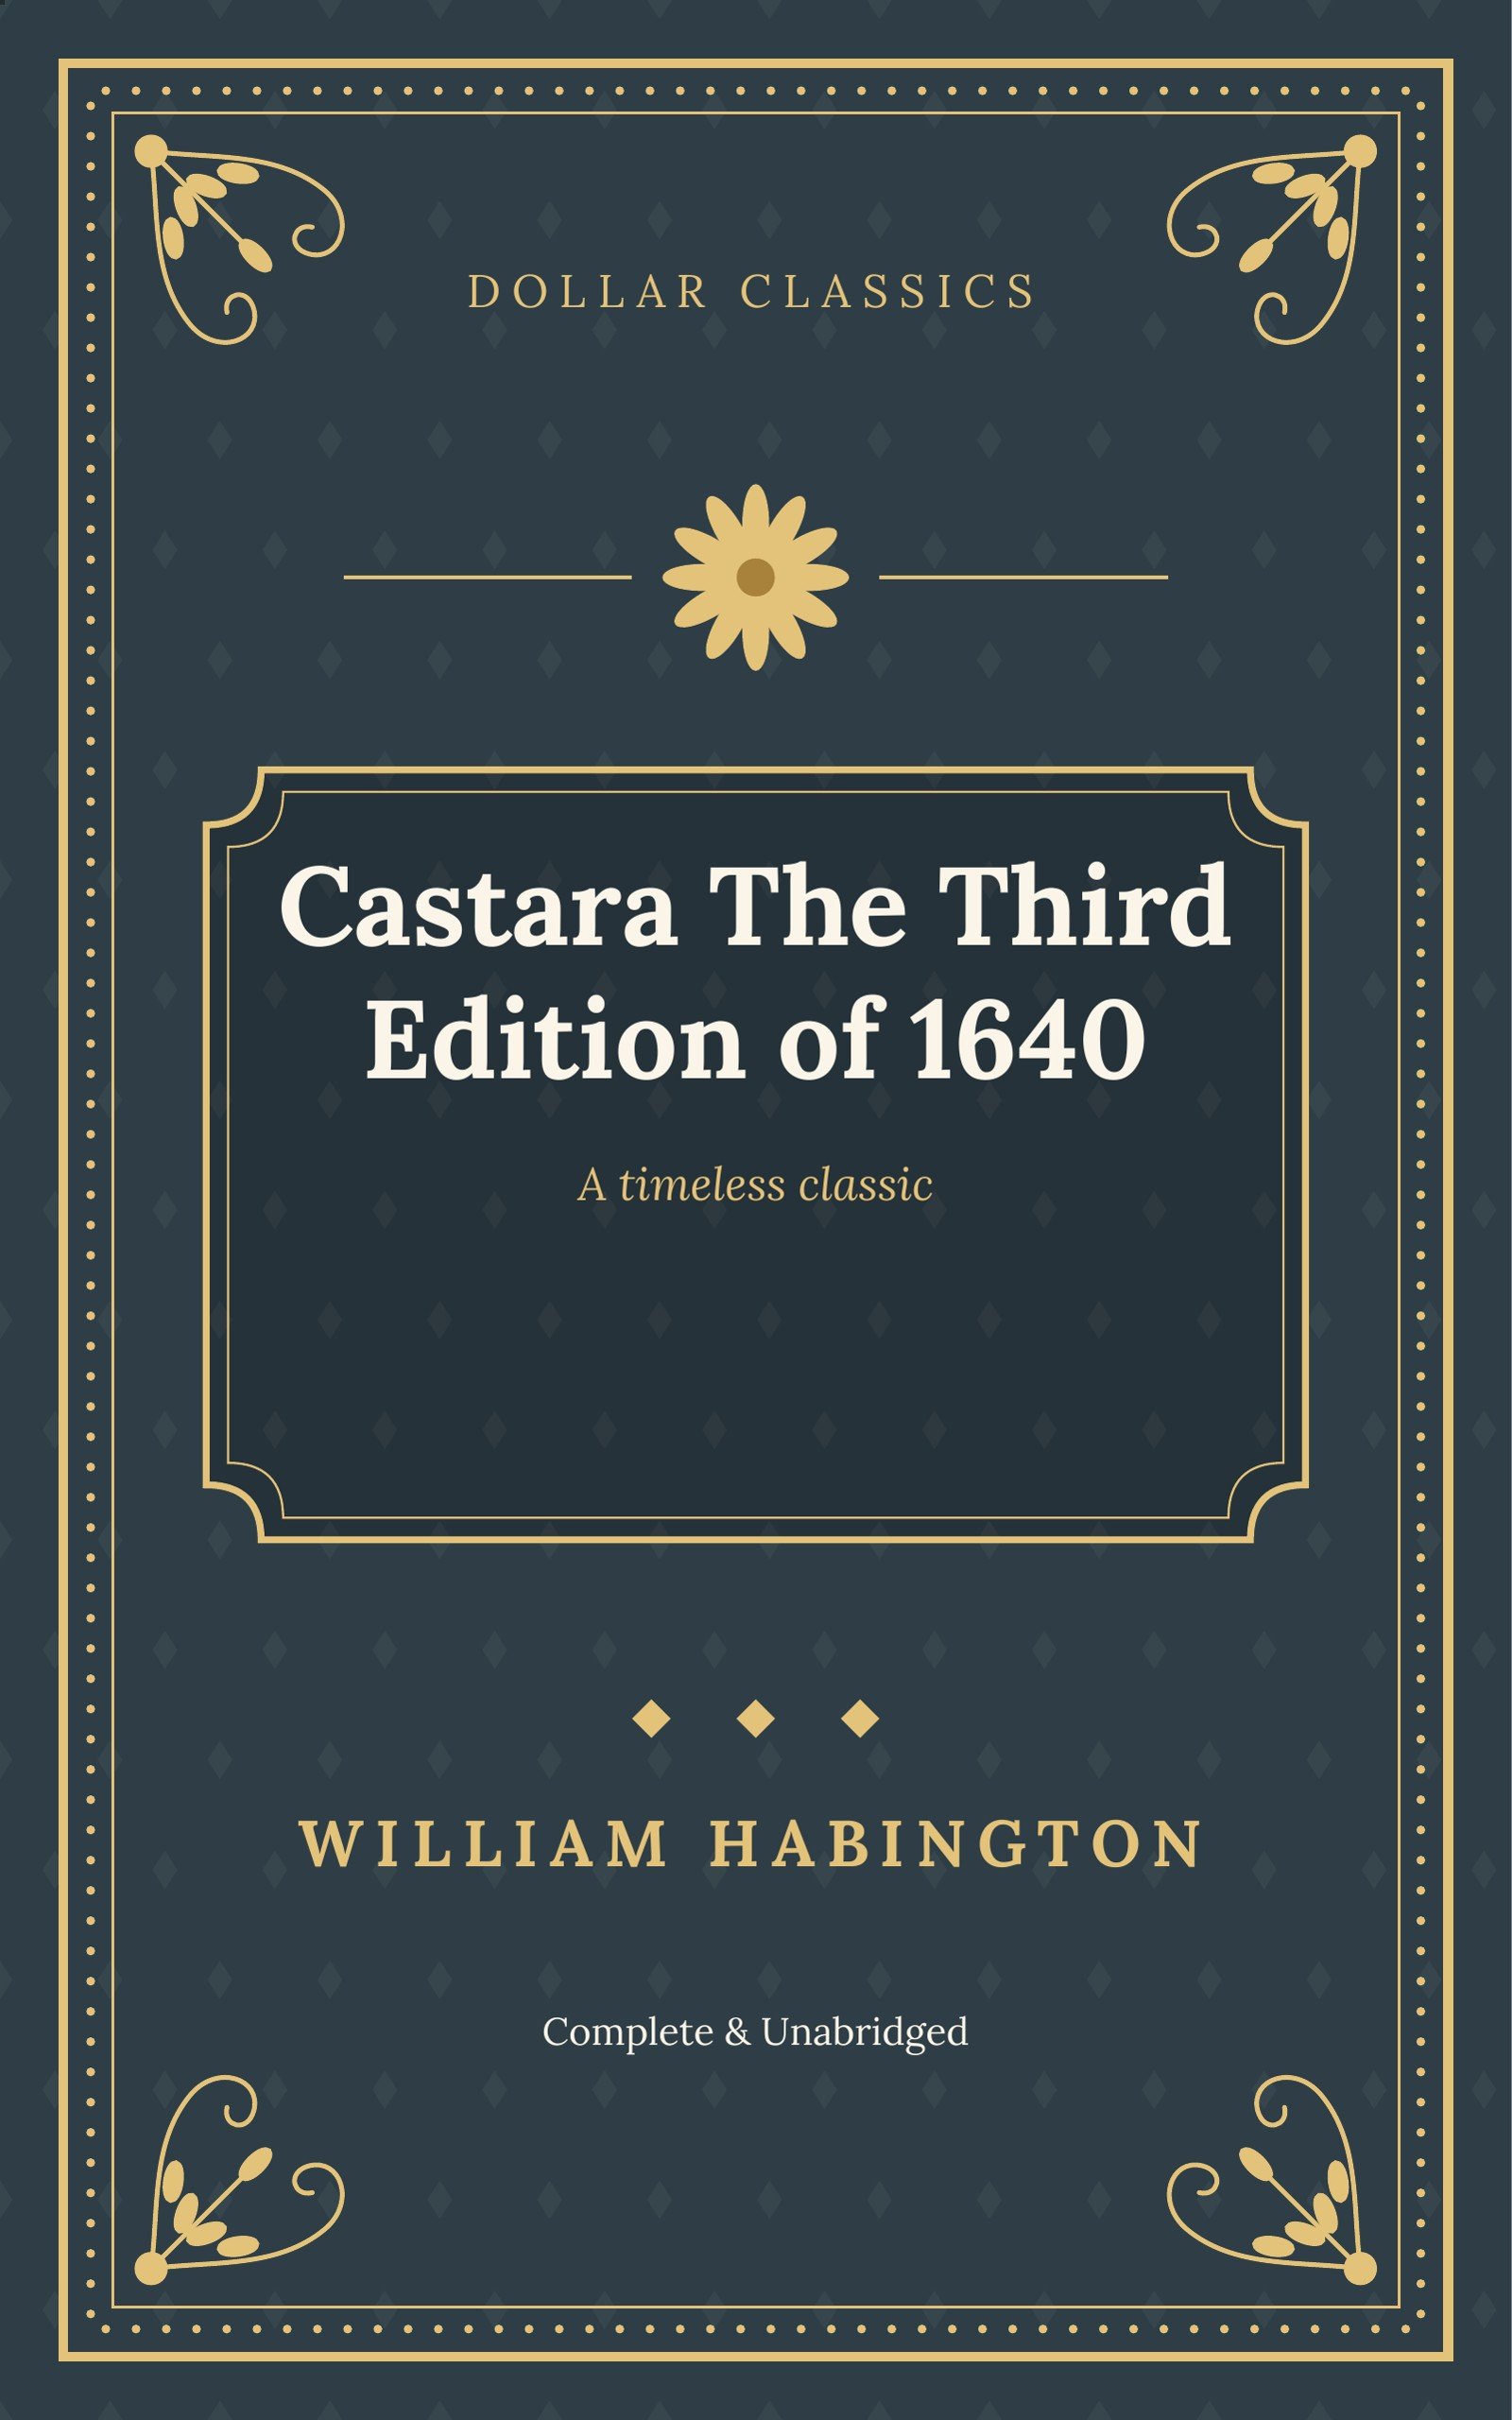 DOLLAR CLASSICS
Castara The Third
Edition of 1640
A timeless classic
WILLIAM HABINGTON
Complete & Unabridged